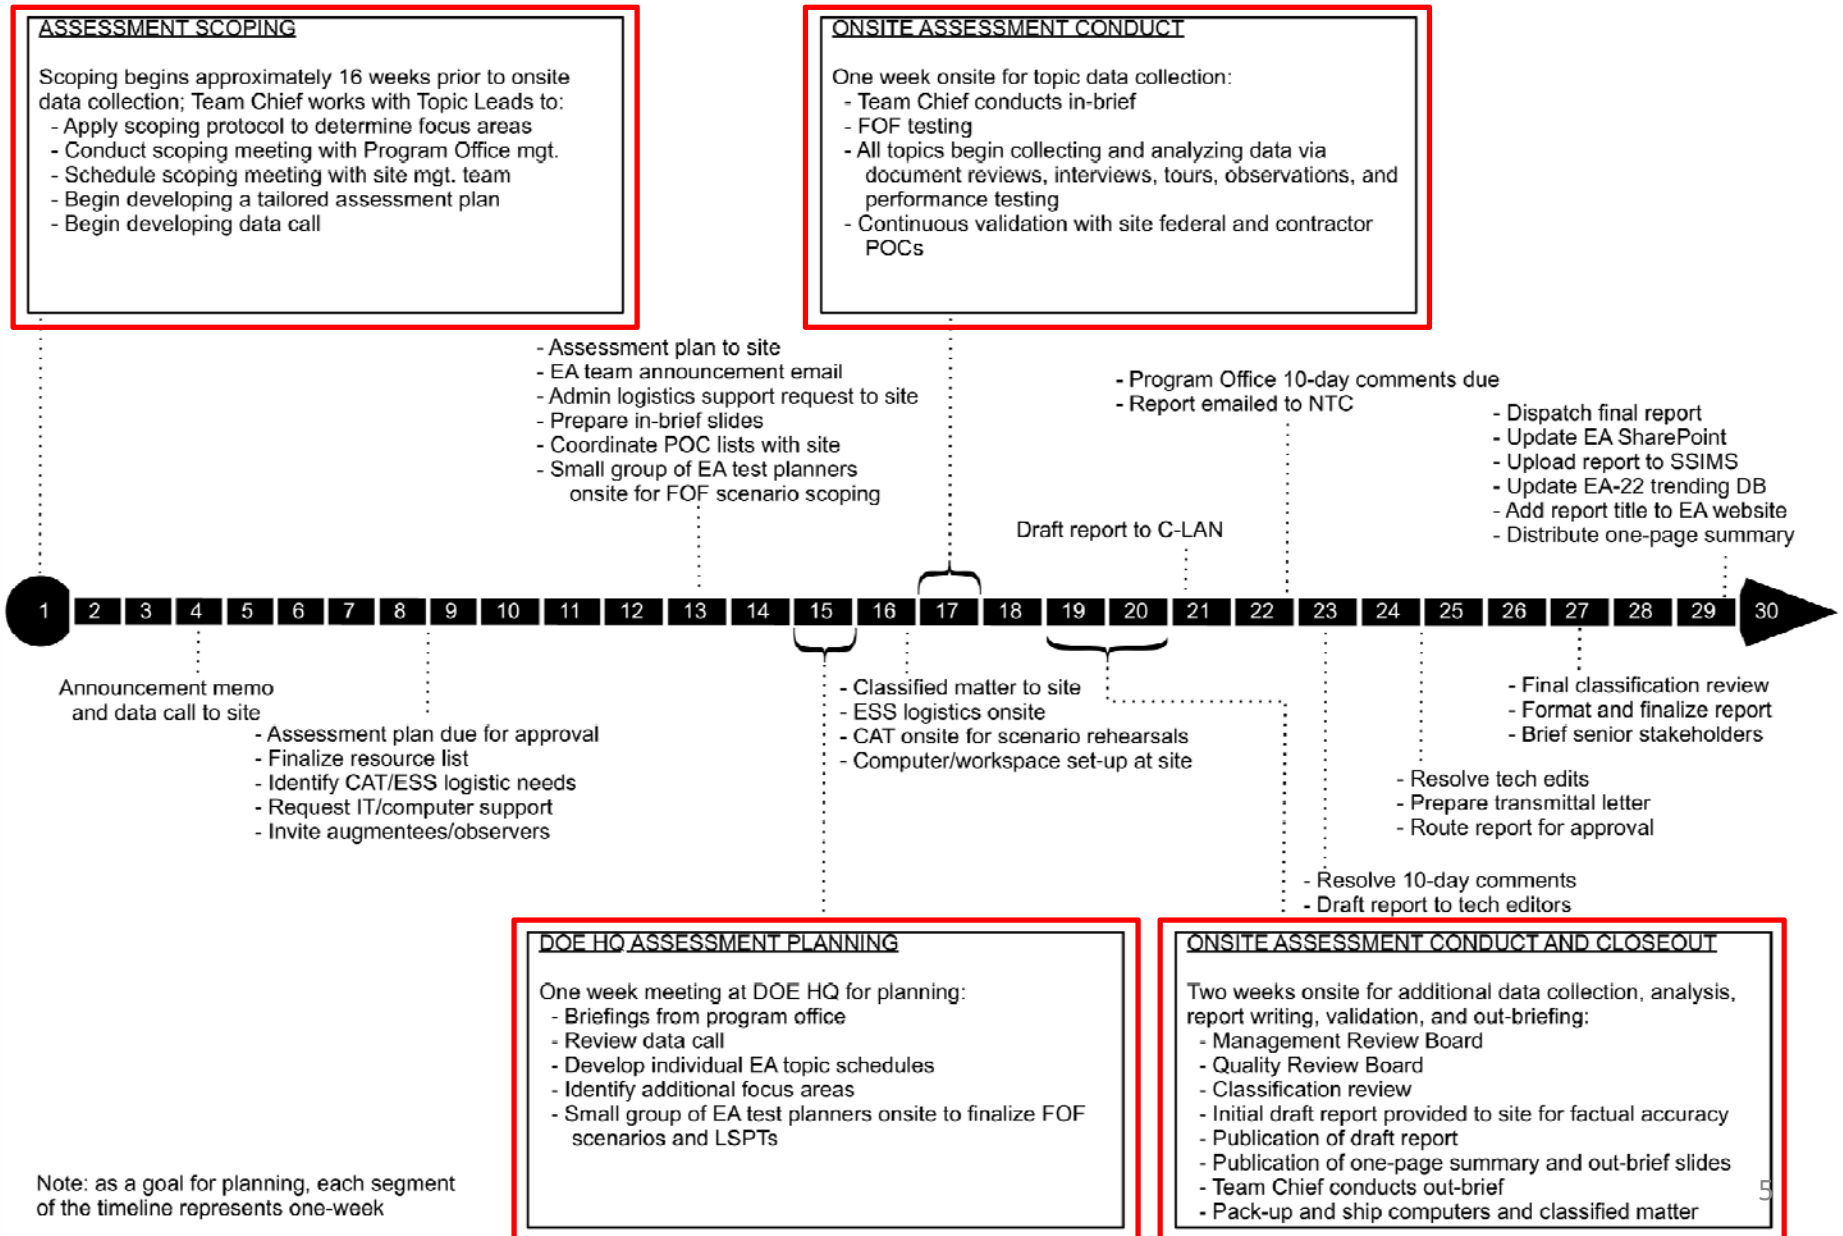 ASSESSMENT SCOPING
Scoping begins approximately 16 weeks prior to onsite
data collection; Team Chief works with Topic Leads to:
- Apply scoping protocol to determine focus areas
- Conduct scoping meeting with Program Office mgt.
- Schedule scoping meeting with site mgt. team
- Begin developing a tailored assessment plan
- Begin developing data call
ONSITE ASSESSMENT CONDUCT
One week onsite for topic data collection:
- Team Chief conducts in-brief
- FOF testing
- All topics begin collecting and analyzing data via
document reviews, interviews, tours, observations, and
performance testing
- Continuous validation with site federal and contractor
POCs
- Assessment plan to site
- EA team announcement email
- Admin logistics support request to site
- Prepare in-brief slides
- Coordinate POC lists with site
- Small group of EA test planners
onsite for FOF scenario scoping
Draft report to C-LAN
- Program Office 10-day comments due
- Report emailed to NTC
- Dispatch final report
- Update EA SharePoint
- Upload report to SSIMS
- Update EA-22 trending DB
- Add report title to EA website
- Distribute one-page summary
1 2 3 4 5 6 7 8 9 10 11 12 13 14 15 16 17 18 19 20 21 22 23 24 25 26 27 28 29 30
Announcement memo
and data call to site
- Assessment plan due for approval
- Finalize resource list
- Identify CAT/ESS logistic needs
- Request IT/computer support
- Invite augmentees/observers
- Classified matter to site
- ESS logistics onsite
- CAT onsite for scenario rehearsals
- Computer/workspace set-up at site
- Final classification review
- Format and finalize report
- Brief senior stakeholders
- Resolve tech edits
- Prepare transmittal letter
- Route report for approval
- Resolve 10-day comments
- Draft report to tech editors
DOE HQ ASSESSMENT PLANNING
One week meeting at DOE HQ for planning:
- Briefings from program office
- Review data call
- Develop individual EA topic schedules
- Identify additional focus areas
- Small group of EA test planners onsite to finalize FOF
scenarios and LSPTs
ONSITE ASSESSMENT CONDUCT AND CLOSEOUT
Two weeks onsite for additional data collection, analysis,
report writing, validation, and out-briefing:
- Management Review Board
- Quality Review Board
- Classification review
- Initial draft report provided to site for factual accuracy
- Publication of draft report
- Publication of one-page summary and out-brief slides
- Team Chief conducts out-brief
- Pack-up and ship computers and classified matter
Note: as a goal for planning, each segment
of the timeline represents one-week
5